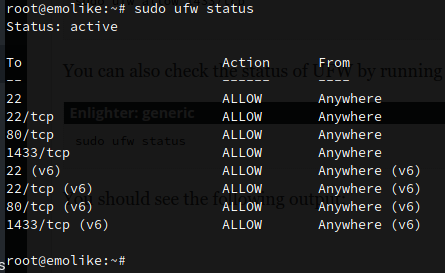 root@emolike:~# sudo ufw status
Status: active
To Action From
-- ------ ----
You can also check the status of UFW by running
22 ALLOW Anywhere
22/tcp ALLOW Anywhere
Enlighter: generic
80/tcp ALLOW Anywhere
sudo ufw status
1433/tcp ALLOW Anywhere
22 (v6) ALLOW Anywhere (v6)
22/tcp (v6) ALLOW Anywhere (v6)
You should see the following output:
80/tcp (v6) ALLOW Anywhere (v6)
1433/tcp (v6) ALLOW Anywhere (v6)
root@emolike:~#